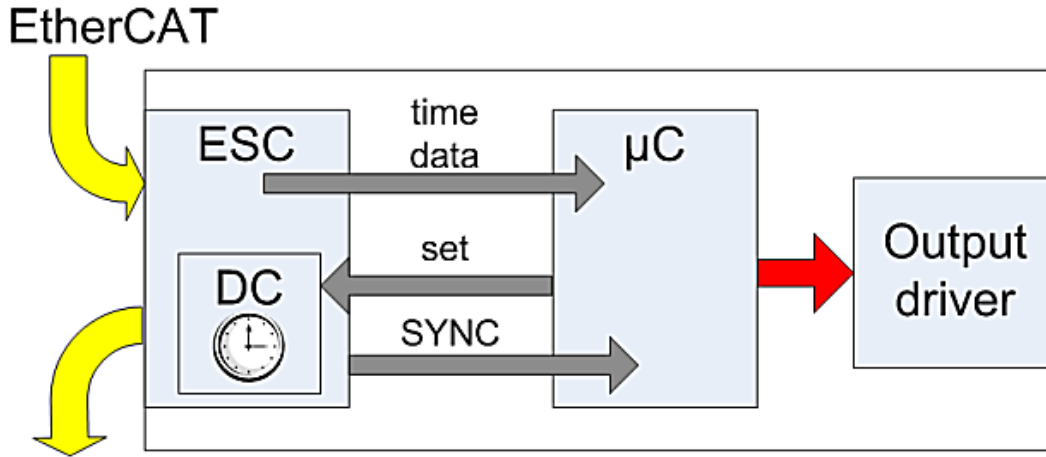 EtherCAT
ESC
time
data
µC
set
DC
SYNC
Output
driver